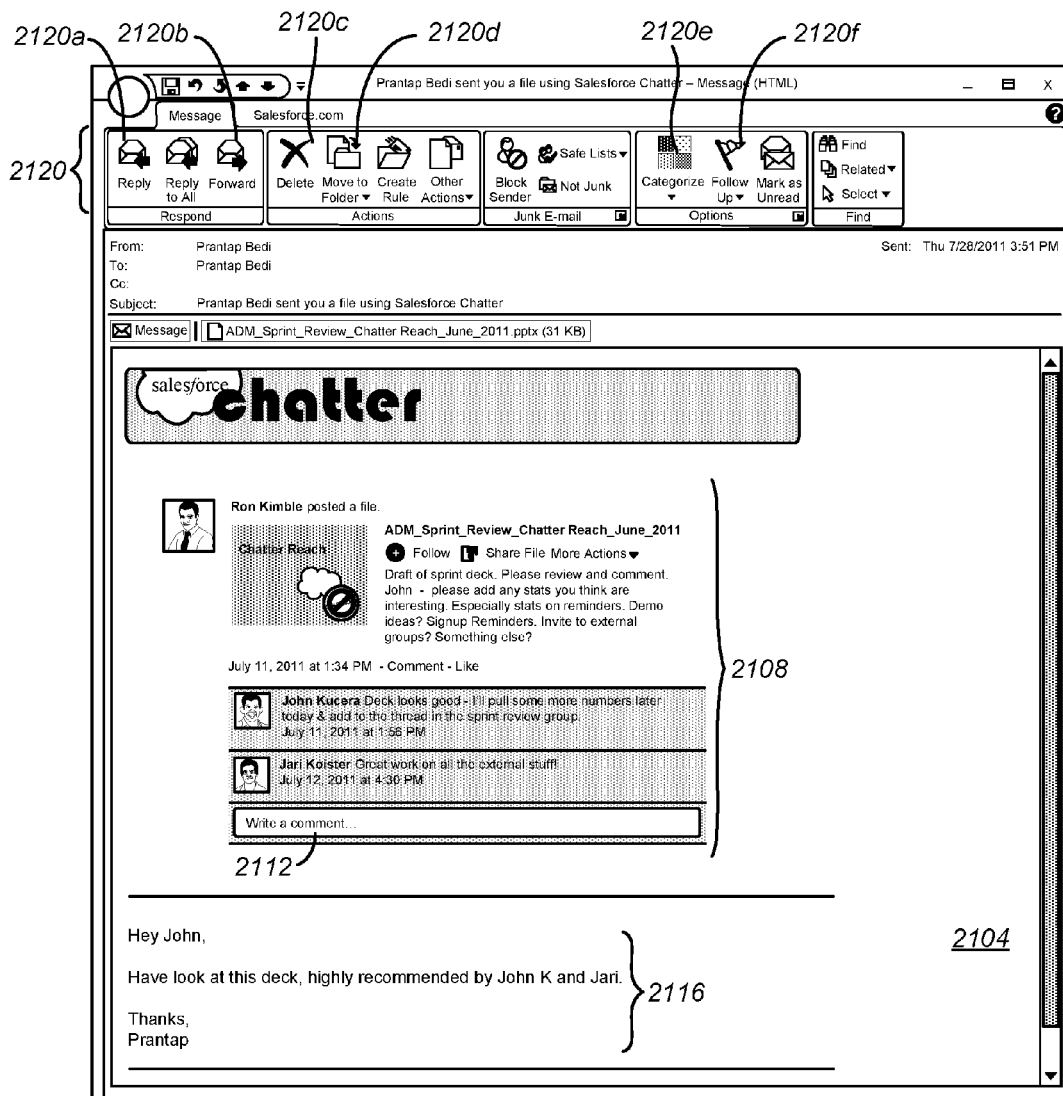 2120a 2120b 2120c 2120d 2120e 2120f
Prantap Bedi sent you a file using Salesforce Chatter – Message (HTML)
X
Message Salesforce.com
?
2120
Reply Reply to All Forward
Respond
Delete Move to Folder Create Rule Other Actions
Actions
Block Sender Safe Lists Not Junk
Junk E-mail
Categorize Follow Up Mark as Unread
Options
Find
Related
Select
Find
From: Prantap Bedi Sent: Thu 7/28/2011 3:51 PM
To: Prantap Bedi
Cc:
Subject: Prantap Bedi sent you a file using Salesforce Chatter
Message ADM_Sprint_Review_Chatter Reach_June_2011.pptx (31 KB)
salesforce
chatter
Ron Kimble posted a file.
Chatter Reach
ADM_Sprint_Review_Chatter Reach_June_2011
Follow Share File More Actions
Draft of sprint deck. Please review and comment.
John - please add any stats you think are
interesting. Especially stats on reminders. Demo
ideas? Signup Reminders. Invite to external
groups? Something else?
July 11, 2011 at 1:34 PM - Comment - Like
2108
John Kucera Deck looks good - I'll pull some more numbers later
today & add to the thread in the sprint review group.
July 11, 2011 at 1:56 PM
Jari Koister Great work on all the external stuff!
July 12, 2011 at 4:30 PM
Write a comment...
2112
Hey John,
2104
Have look at this deck, highly recommended by John K and Jari.
2116
Thanks,
Prantap